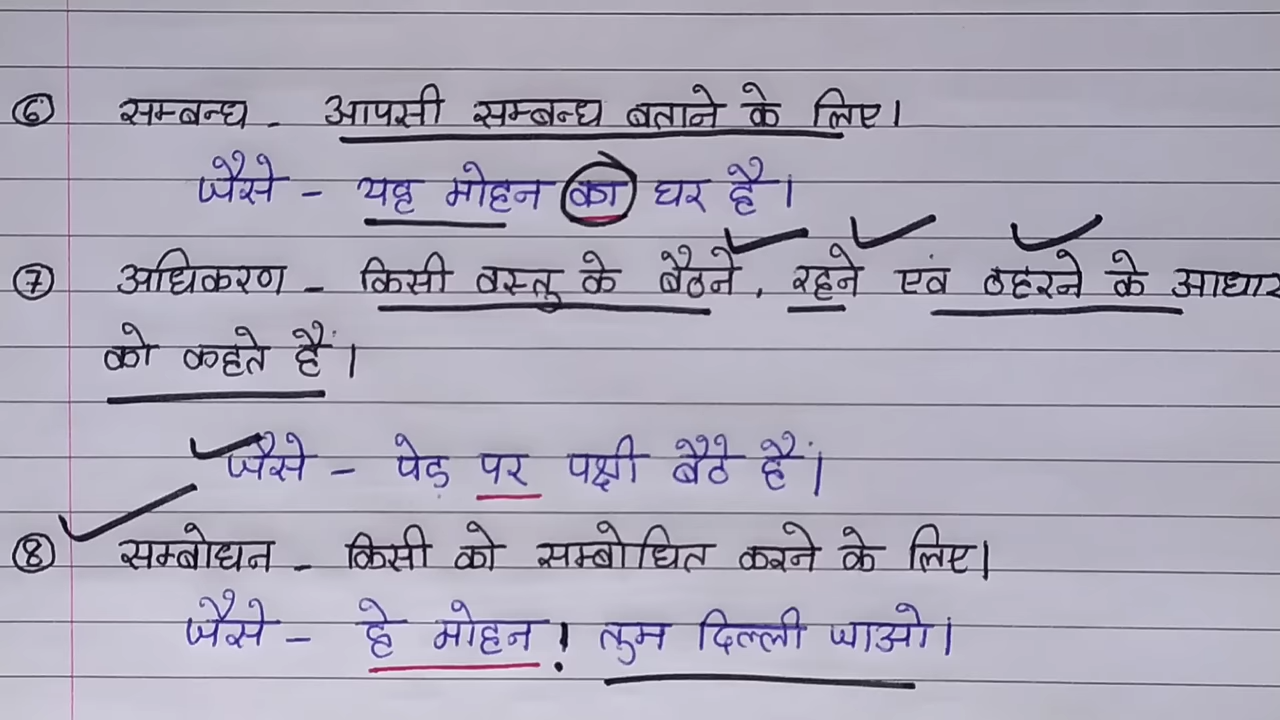 ⑥ सम्बन्ध - आपसी सम्बन्ध बताने के लिए।
जैसे - यह मोहन का घर है।
⑦ अधिकरण - किसी वस्तु के बैठने, रहने एवं ठहरने के आधार
को कहते हैं।
जैसे - पेड़ पर पक्षी बैठे हैं।
⑧ सम्बोधन - किसी को सम्बोधित करने के लिए।
जैसे - हे मोहन! तुम दिल्ली जाओ।